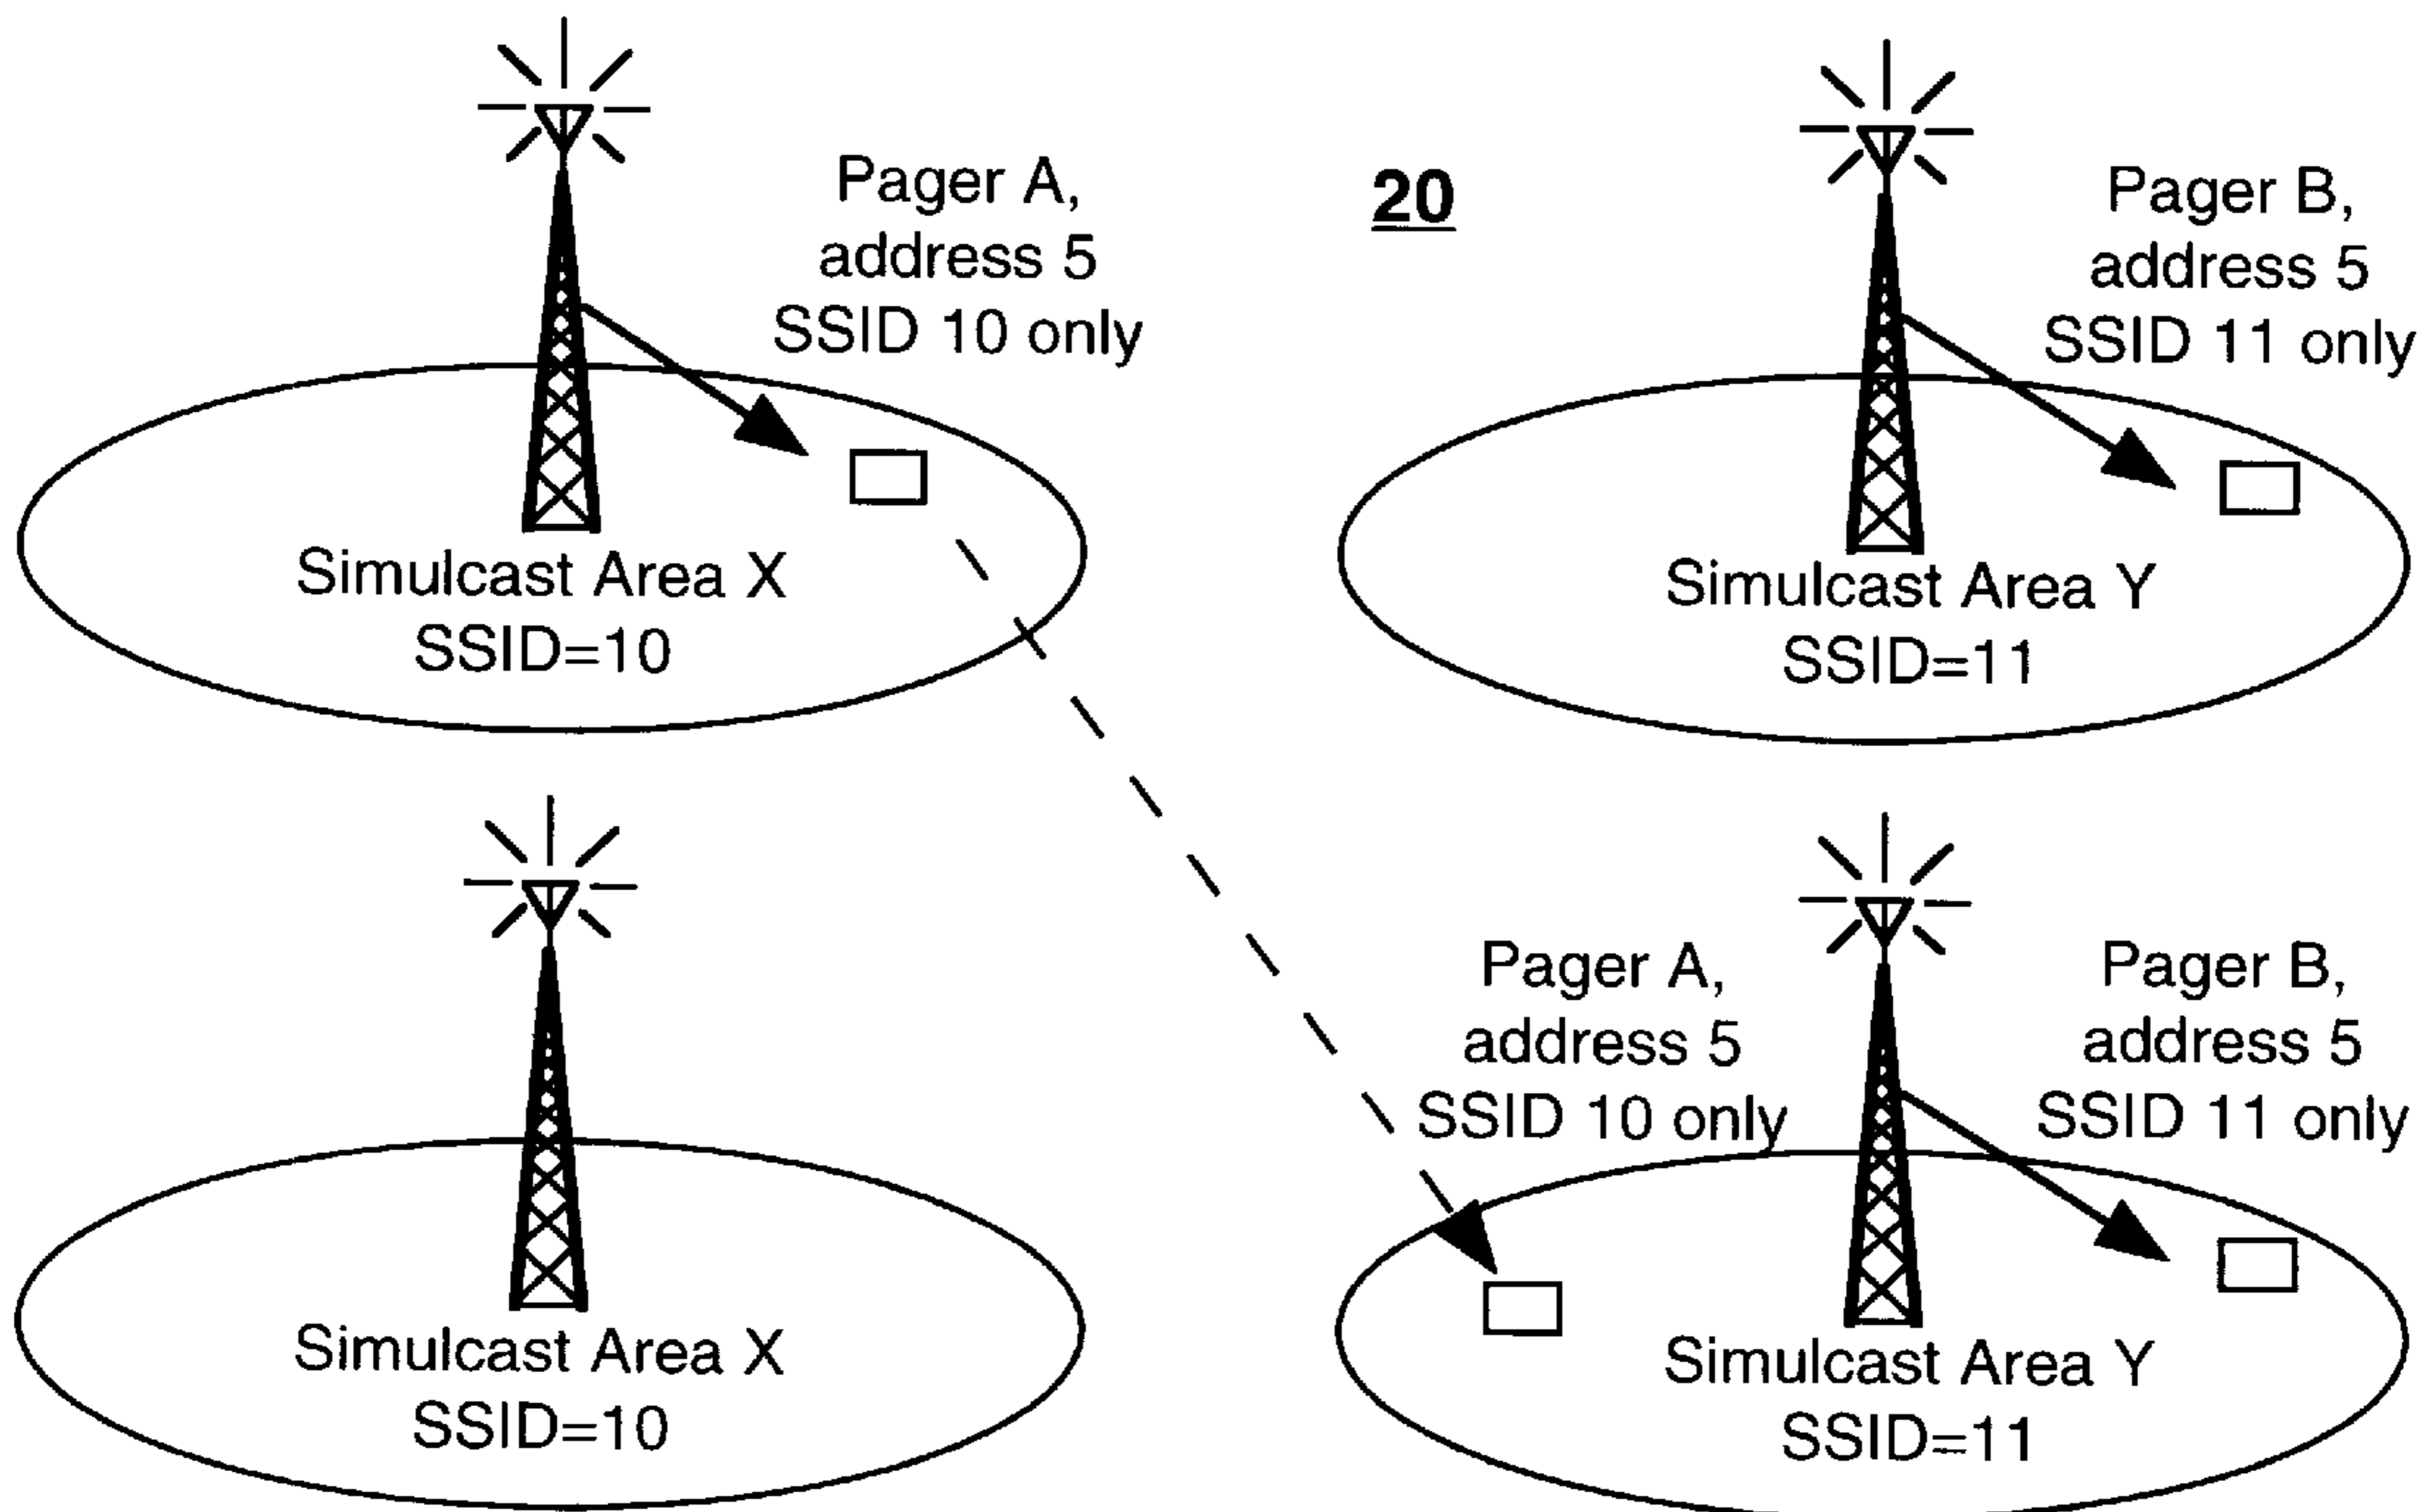 Pager A,
address 5
SSID 10 only
20
Pager B,
address 5
SSID 11 only
Simulcast Area X
SSID=10
Simulcast Area Y
SSID=11
Pager A,
address 5
SSID 10 only
Pager B,
address 5
SSID 11 only
Simulcast Area X
SSID=10
Simulcast Area Y
SSID=11